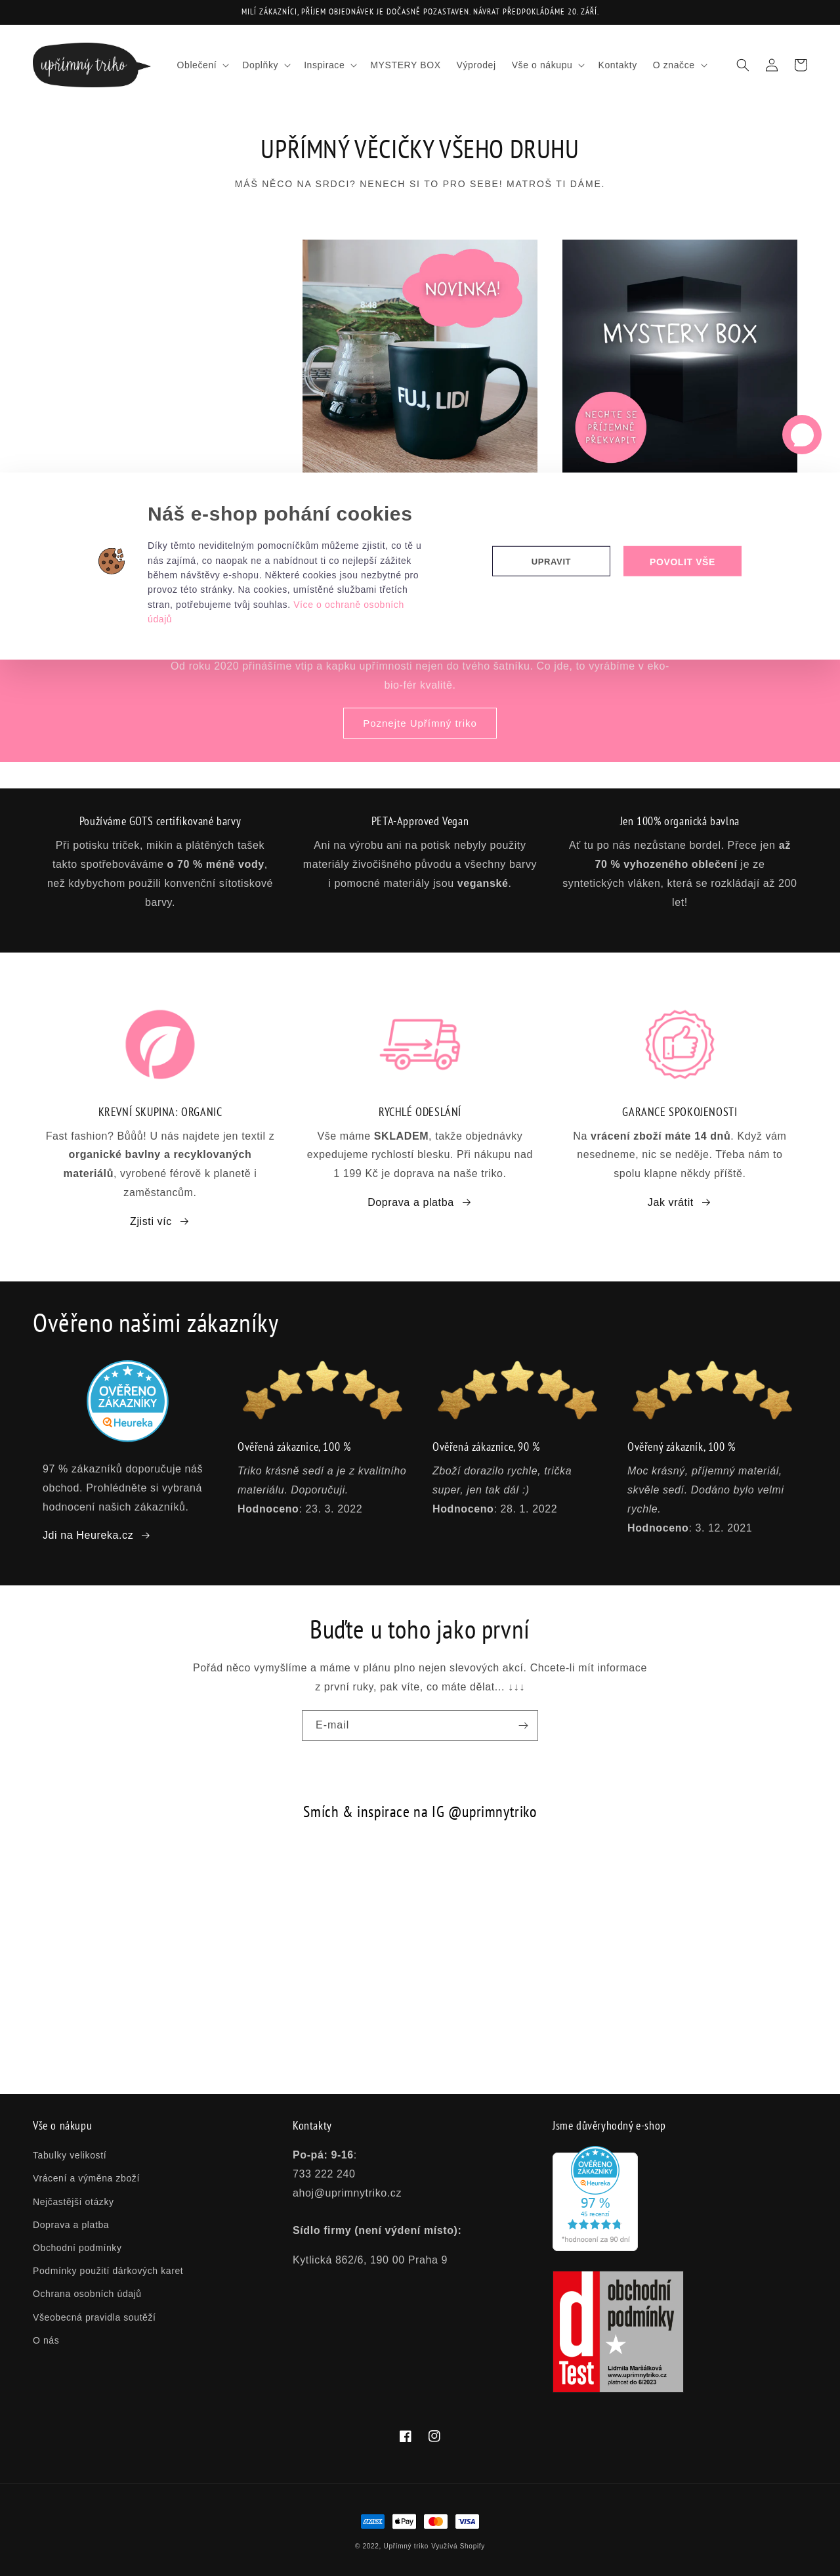 MILÍ ZÁKAZNÍCI, PŘÍJEM OBJEDNÁVEK JE DOČASNĚ POZASTAVEN. NÁVRAT PŘEDPOKLÁDÁME 20. ZÁŘÍ.
upřímný triko
Oblečení
Doplňky
Inspirace
MYSTERY BOX
Výprodej
Vše o nákupu
Kontakty
O značce
UPŘÍMNÝ VĚCIČKY VŠEHO DRUHU
MÁŠ NĚCO NA SRDCI? NENECH SI TO PRO SEBE! MATROŠ TI DÁME.
NOVINKA!
8:48
FUJ, LIDI
MYSTERY BOX
NECHTE SE
PŘÍJEMNĚ
PŘEKVAPIT
Náš e-shop pohání cookies
Díky těmto neviditelným pomocníčkům můžeme zjistit, co tě u
nás zajímá, co naopak ne a nabídnout ti co nejlepší zážitek
během návštěvy e-shopu. Některé cookies jsou nezbytné pro
provoz této stránky. Na cookies, umístěné službami třetích
stran, potřebujeme tvůj souhlas. Více o ochraně osobních
údajů
UPRAVIT
POVOLIT VŠE
Od roku 2020 přinášíme vtip a kapku upřímnosti nejen do tvého šatníku. Co jde, to vyrábíme v eko-
bio-fér kvalitě.
Poznejte Upřímný triko
Používáme GOTS certifikované barvy
Při potisku triček, mikin a plátěných tašek
takto spotřebováváme o 70 % méně vody,
než kdybychom použili konvenční sítotiskové
barvy.
PETA-Approved Vegan
Ani na výrobu ani na potisk nebyly použity
materiály živočišného původu a všechny barvy
i pomocné materiály jsou veganské.
Jen 100% organická bavlna
Ať tu po nás nezůstane bordel. Přece jen až
70 % vyhozeného oblečení je ze
syntetických vláken, která se rozkládají až 200
let!
KREVNÍ SKUPINA: ORGANIC
Fast fashion? Bůůů! U nás najdete jen textil z
organické bavlny a recyklovaných
materiálů, vyrobené férově k planetě i
zaměstancům.
Zjisti víc →
RYCHLÉ ODESLÁNÍ
Vše máme SKLADEM, takže objednávky
expedujeme rychlostí blesku. Při nákupu nad
1 199 Kč je doprava na naše triko.
Doprava a platba →
GARANCE SPOKOJENOSTI
Na vrácení zboží máte 14 dnů. Když vám
nesedneme, nic se neděje. Třeba nám to
spolu klapne někdy příště.
Jak vrátit →
Ověřeno našimi zákazníky
OVĚŘENO
ZÁKAZNÍKY
Heureka
97 % zákazníků doporučuje náš
obchod. Prohlédněte si vybraná
hodnocení našich zákazníků.
Jdi na Heureka.cz →
Ověřená zákaznice, 100 %
Triko krásně sedí a je z kvalitního
materiálu. Doporučuji.
Hodnoceno: 23. 3. 2022
Ověřená zákaznice, 90 %
Zboží dorazilo rychle, trička
super, jen tak dál :)
Hodnoceno: 28. 1. 2022
Ověřený zákazník, 100 %
Moc krásný, příjemný materiál,
skvěle sedí. Dodáno bylo velmi
rychle.
Hodnoceno: 3. 12. 2021
Buďte u toho jako první
Pořád něco vymyšlíme a máme v plánu plno nejen slevových akcí. Chcete-li mít informace
z první ruky, pak víte, co máte dělat... ↓↓↓
E-mail
Smích & inspirace na IG @uprimnytriko
Vše o nákupu
Tabulky velikostí
Vrácení a výměna zboží
Nejčastější otázky
Doprava a platba
Obchodní podmínky
Podmínky použití dárkových karet
Ochrana osobních údajů
Všeobecná pravidla soutěží
O nás
Kontakty
Po-pá: 9-16:
733 222 240
ahoj@uprimnytriko.cz
Sídlo firmy (není výdení místo):
Kytlická 862/6, 190 00 Praha 9
Jsme důvěryhodný e-shop
OVĚŘENO
ZÁKAZNÍKY
Heureka
97 %
45 recenzí
*hodnocení za 90 dní
dTest
obchodní
podmínky
Lidmila Maršálková
www.uprimnytriko.cz
platnost do 6/2023
AMEX
Pay
VISA
© 2022, Upřímný triko Využívá Shopify